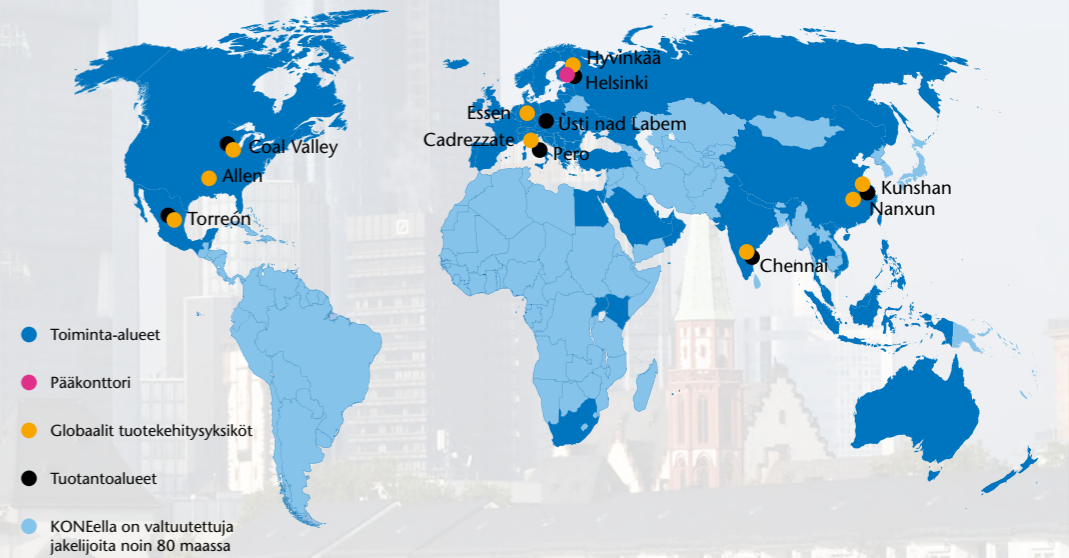 Hyvinkää
Helsinki
Essen
Ústi nad Labem
Cadrezzate
Pero
Coal Valley
Allen
Torreón
Kunshan
Nanxun
Chennai
Toiminta-alueet
Pääkonttori
Globaalit tuotekehitysyksiköt
Tuotantoalueet
KONEella on valtuutettuja
jakelijoita noin 80 maassa